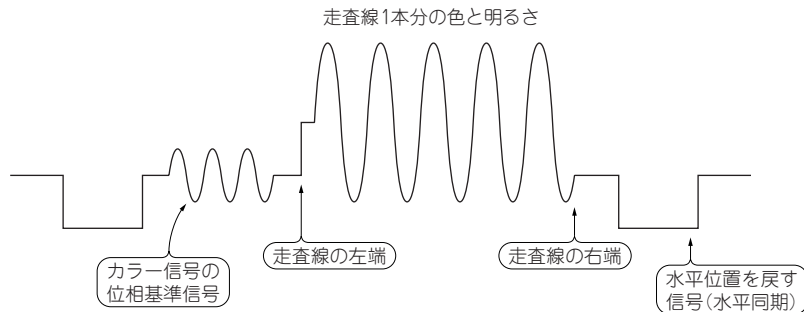 走査線1本分の色と明るさ
カラー信号の
位相基準信号
走査線の左端
走査線の右端
水平位置を戻す
信号(水平同期)